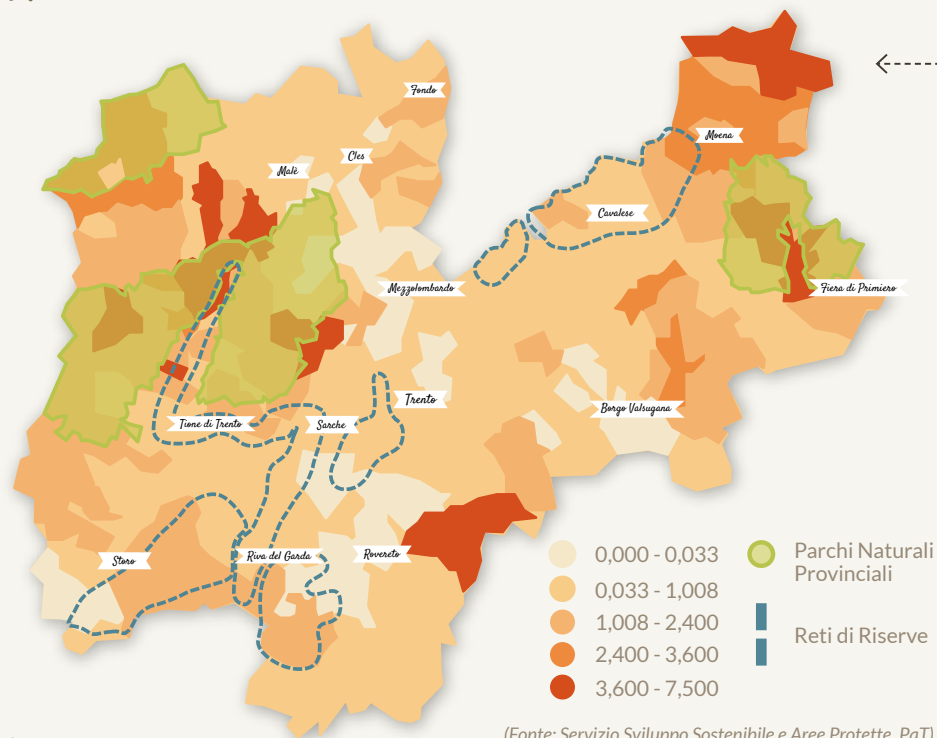 Fondo
Cles
Malè
Moena
Cavalese
Mezzolombardo
Fiera di Primiero
Trento
Borgo Valsugana
Tione di Trento
Sarche
Storo
Riva del Garda
Rovereto
0,000 - 0,033
0,033 - 1,008
1,008 - 2,400
2,400 - 3,600
3,600 - 7,500
Parchi Naturali
Provinciali
Reti di Riserve
(Fonte: Servizio Sviluppo Sostenibile e Aree Protette, PaT)